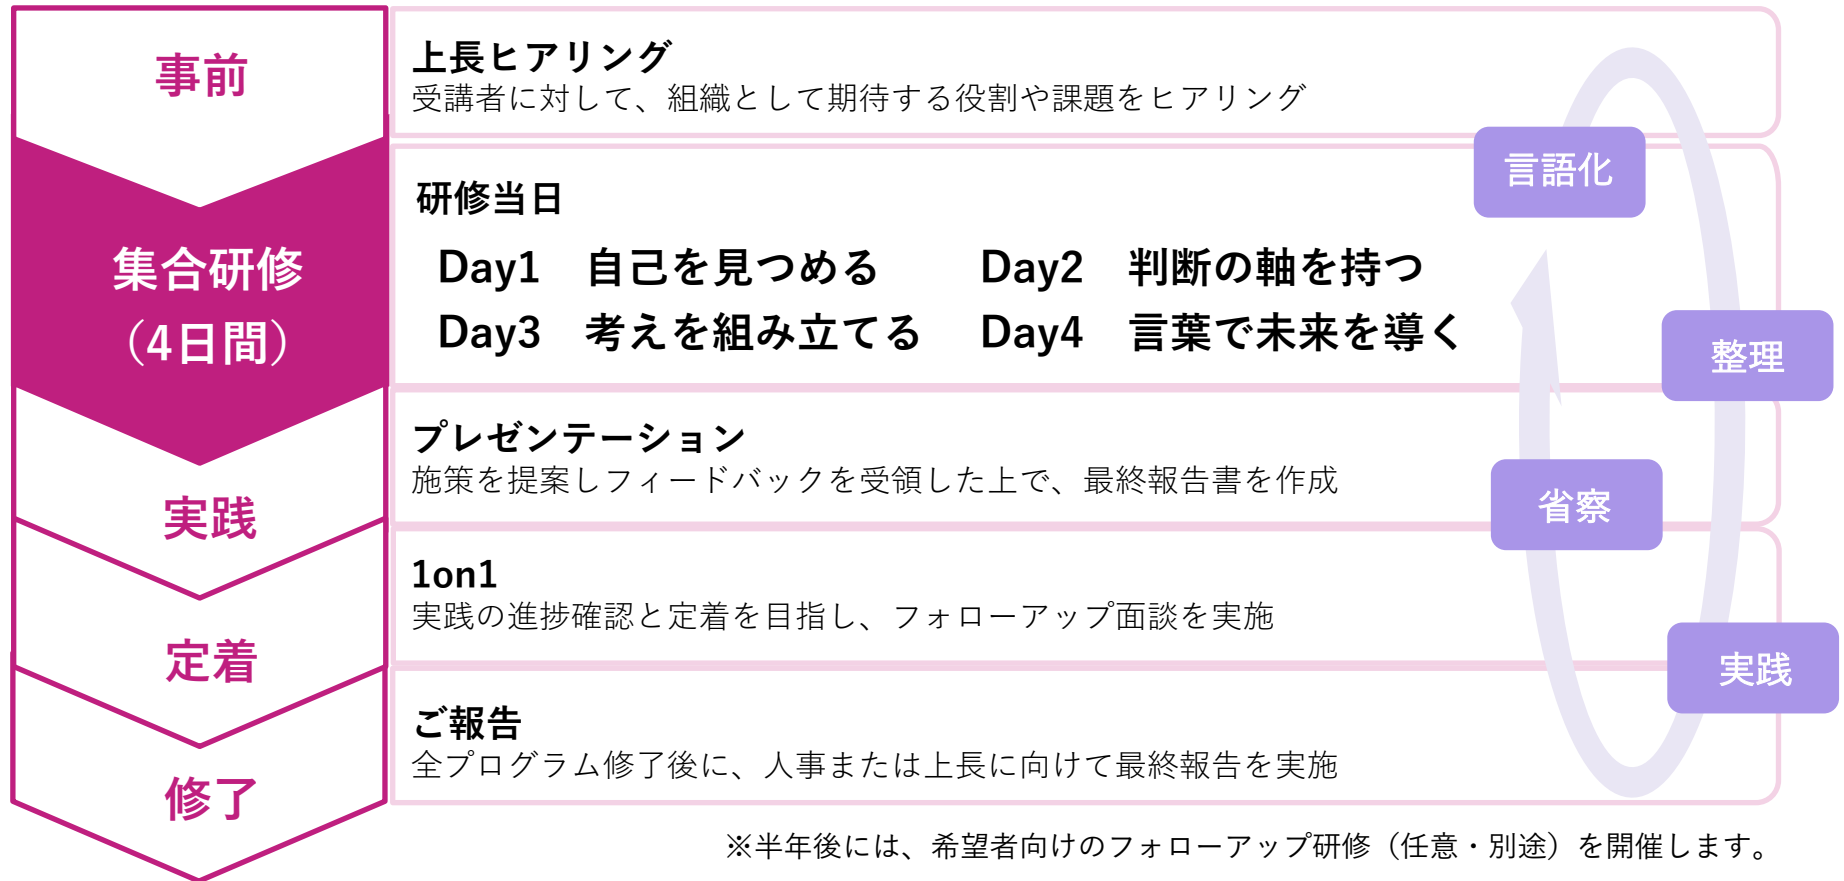 事前
上長ヒアリング
受講者に対して、組織として期待する役割や課題をヒアリング
集合研修
（4日間）
研修当日
Day1　自己を見つめる　Day2　判断の軸を持つ
Day3　考えを組み立てる　Day4　言葉で未来を導く
実践
プレゼンテーション
施策を提案しフィードバックを受領した上で、最終報告書を作成
定着
1on1
実践の進捗確認と定着を目指し、フォローアップ面談を実施
修了
ご報告
全プログラム修了後に、人事または上長に向けて最終報告を実施
言語化
整理
省察
実践
※半年後には、希望者向けのフォローアップ研修（任意・別途）を開催します。